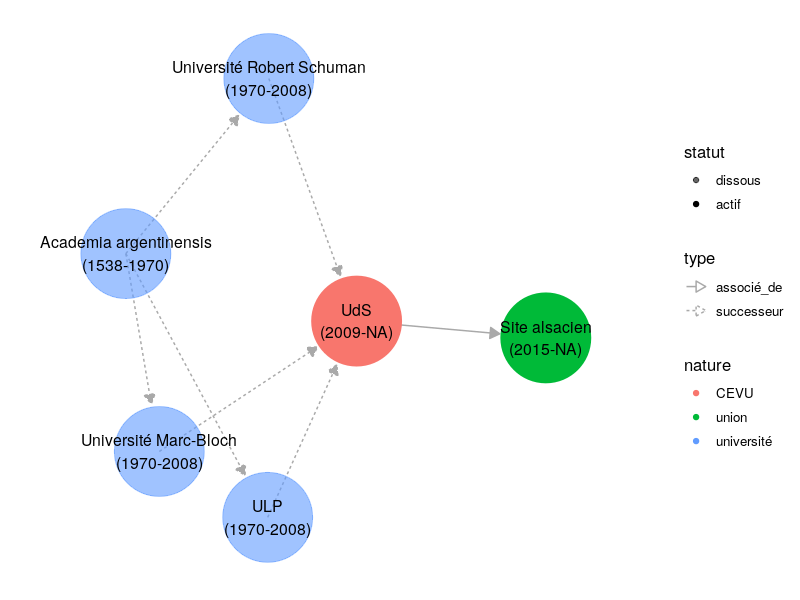 Université Robert Schuman
(1970-2008)
Academia argentinensis
(1538-1970)
UdS
(2009-NA)
Site alsacien
(2015-NA)
Université Marc-Bloch
(1970-2008)
ULP
(1970-2008)
statut
dissous
actif
type
associé_de
successeur
nature
CEVU
union
université